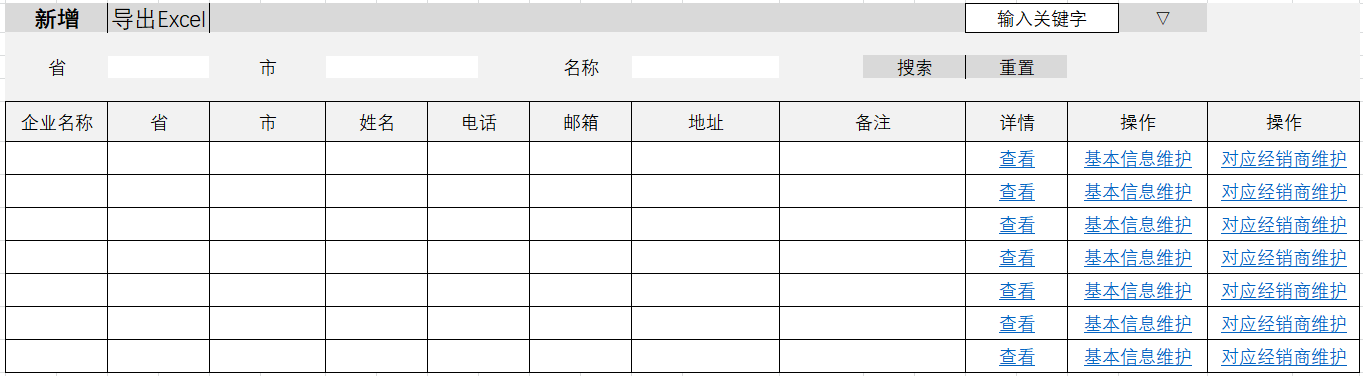 新增 导出Excel 输入关键字 ▽
省 市 名称 搜索 重置
企业名称 省 市 姓名 电话 邮箱 地址 备注 详情 操作 操作
查看 基本信息维护 对应经销商维护
查看 基本信息维护 对应经销商维护
查看 基本信息维护 对应经销商维护
查看 基本信息维护 对应经销商维护
查看 基本信息维护 对应经销商维护
查看 基本信息维护 对应经销商维护
查看 基本信息维护 对应经销商维护